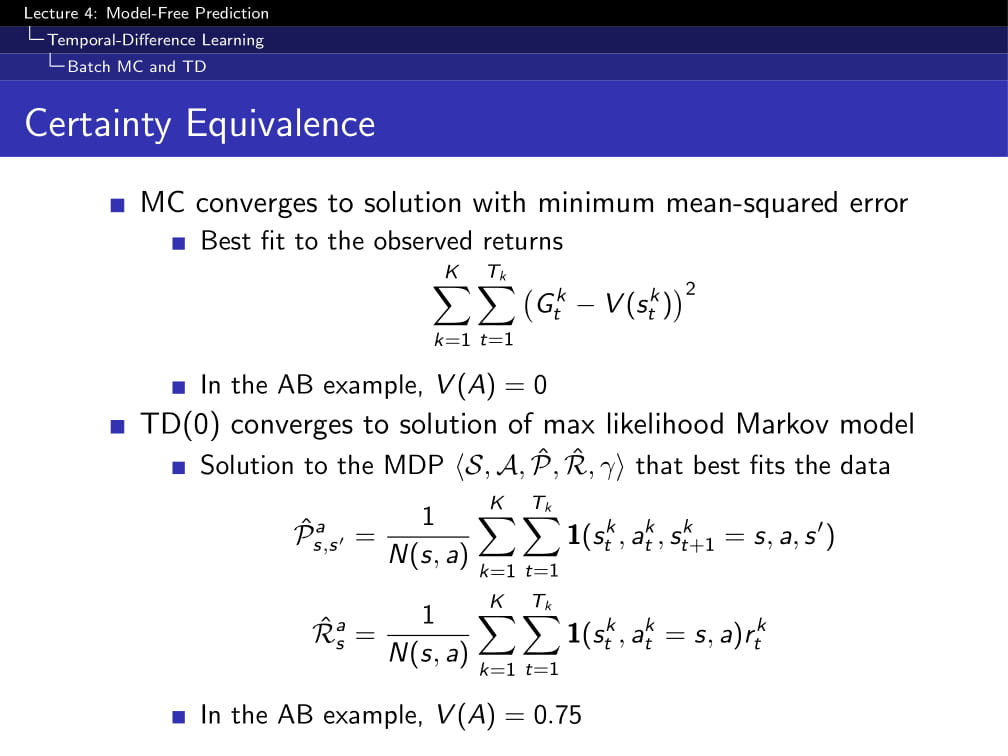 Lecture 4: Model-Free Prediction
Temporal-Difference Learning
Batch MC and TD
Certainty Equivalence
MC converges to solution with minimum mean-squared error
Best fit to the observed returns
$\sum_{k=1}^{K} \sum_{t=1}^{T_k} \left( G_t^k - V(s_t^k) \right)^2$
In the AB example, $V(A) = 0$
TD(0) converges to solution of max likelihood Markov model
Solution to the MDP $\langle \mathcal{S}, \mathcal{A}, \hat{\mathcal{P}}, \hat{\mathcal{R}}, \gamma \rangle$ that best fits the data
$\hat{\mathcal{P}}_{s,s'}^a = \frac{1}{N(s,a)} \sum_{k=1}^{K} \sum_{t=1}^{T_k} \mathbf{1}(s_t^k, a_t^k, s_{t+1}^k = s, a, s')$
$\hat{\mathcal{R}}_s^a = \frac{1}{N(s,a)} \sum_{k=1}^{K} \sum_{t=1}^{T_k} \mathbf{1}(s_t^k, a_t^k = s, a) r_t^k$
In the AB example, $V(A) = 0.75$